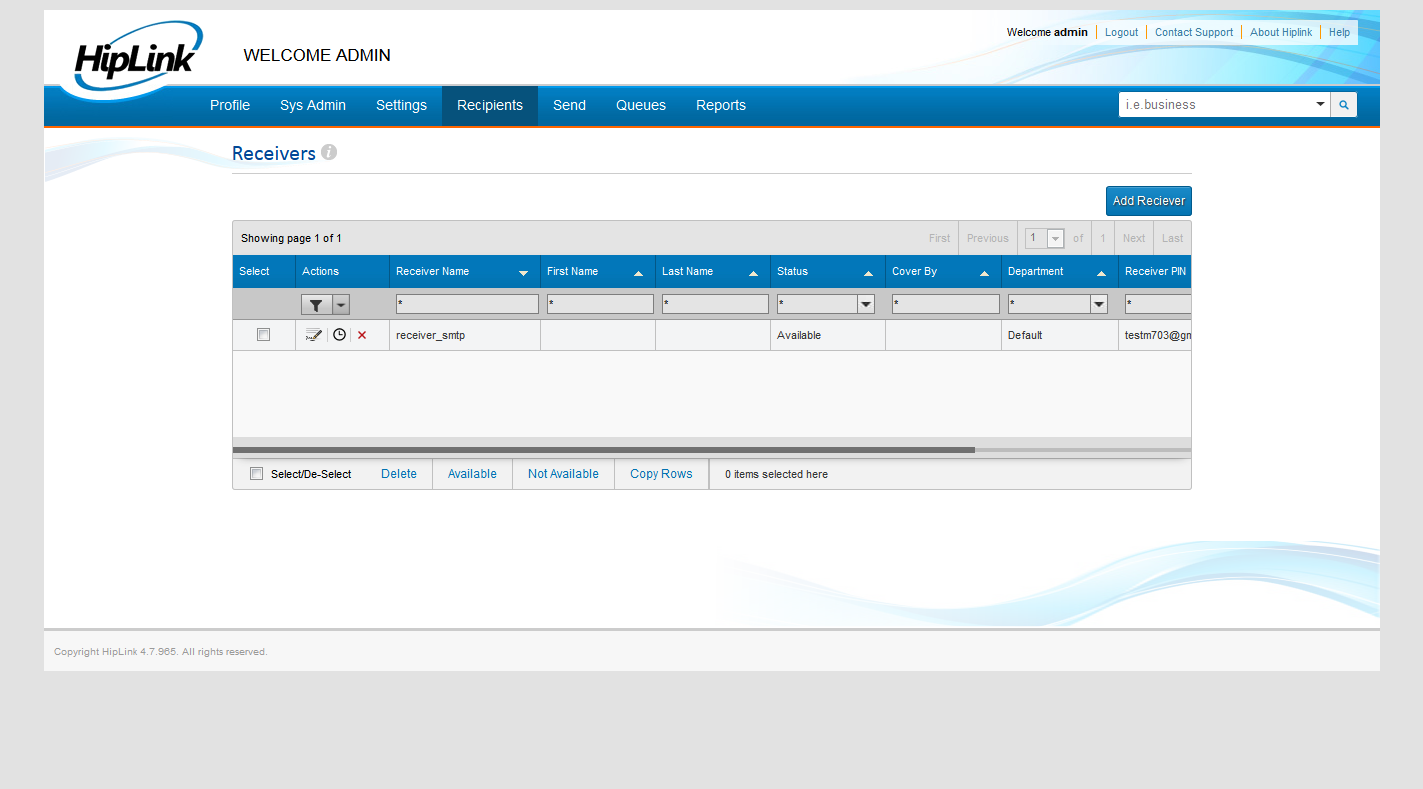 HipLink
WELCOME ADMIN
Welcome admin Logout Contact Support About Hiplink Help
Profile Sys Admin Settings Recipients Send Queues Reports
i.e.business
Receivers i
Add Reciever
Showing page 1 of 1 First Previous 1 of 1 Next Last
Select Actions Receiver Name First Name Last Name Status Cover By Department Receiver PIN
* * * * * * *
receiver_smtp Available Default testm703@gm
Select/De-Select Delete Available Not Available Copy Rows 0 items selected here
Copyright HipLink 4.7.965. All rights reserved.